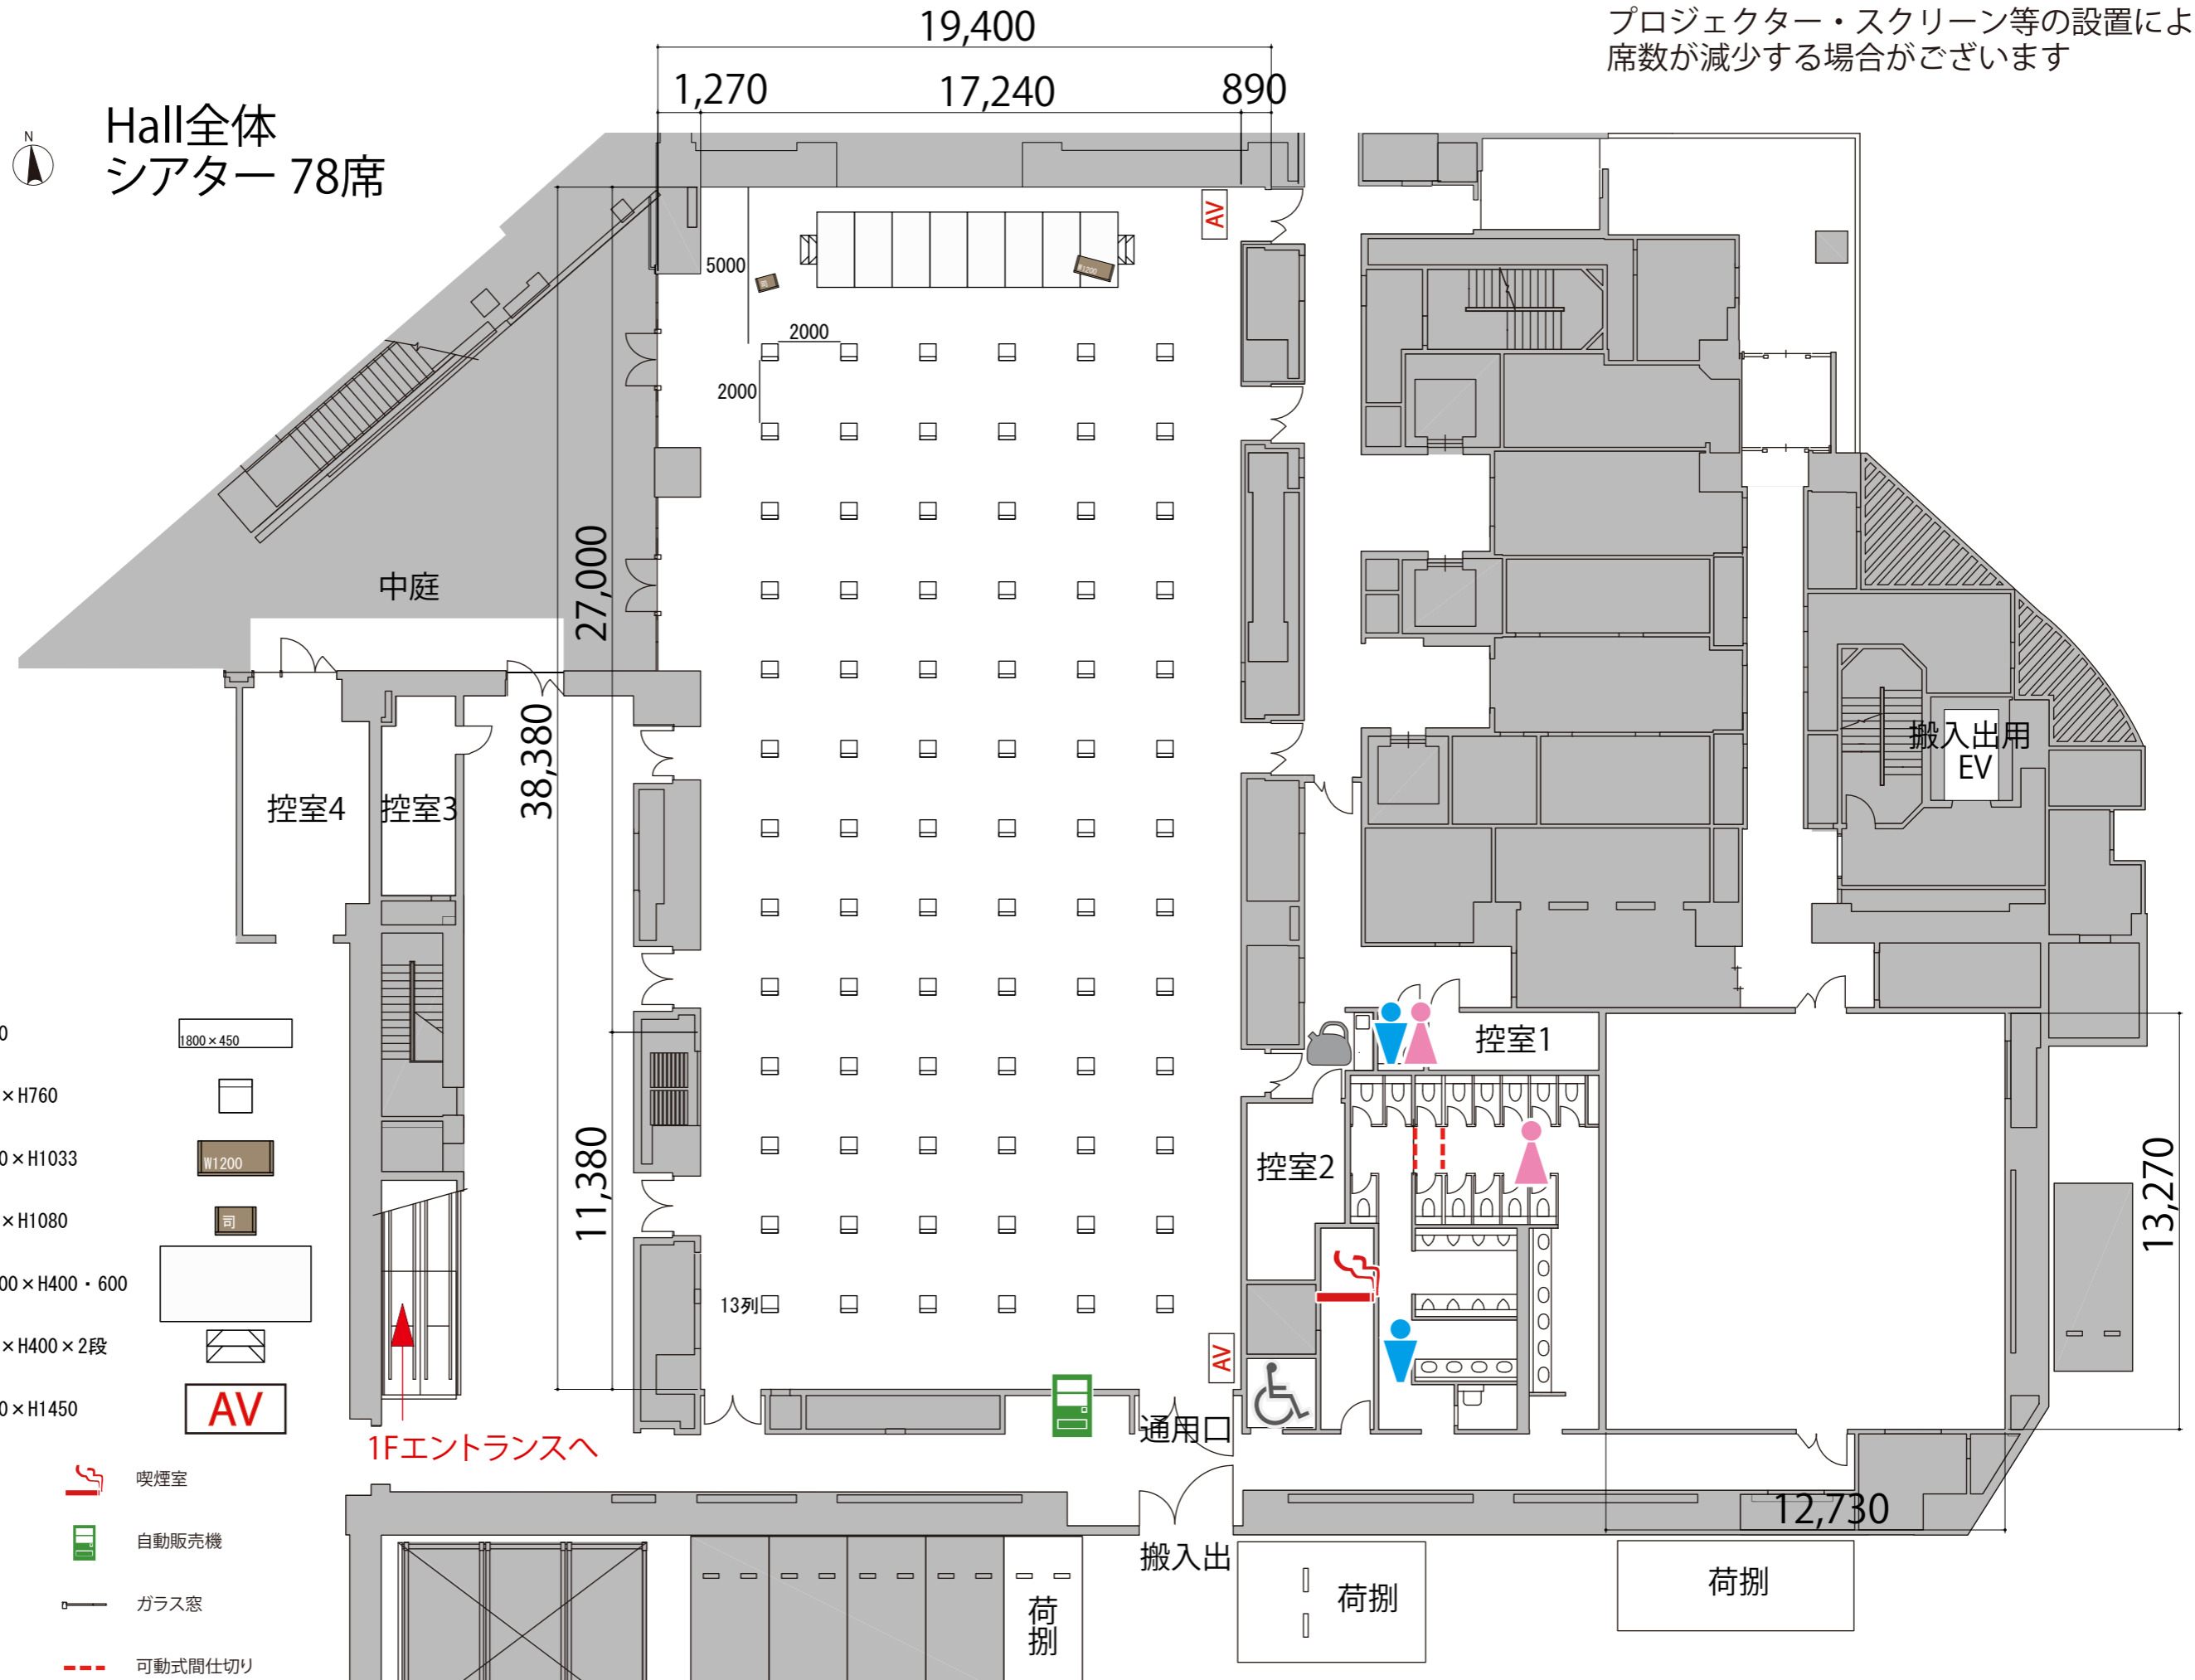 プロジェクター・スクリーン等の設置によ
席数が減少する場合がございます
19,400
1,270
17,240
890
N
Hall全体
シアター 78席
AV
5000
司
W1200
2000
2000
27,000
中庭
38,380
控室4
控室3
搬入出用
EV
0
1800×450
×H760
0×H1033
W1200
×H1080
司
00×H400・600
×H400×2段
0×H1450
AV
控室1
控室2
11,380
13,270
13列
AV
通用口
1Fエントランスへ
喫煙室
自動販売機
ガラス窓
可動式間仕切り
12,730
搬入出
荷捌
荷捌
荷捌